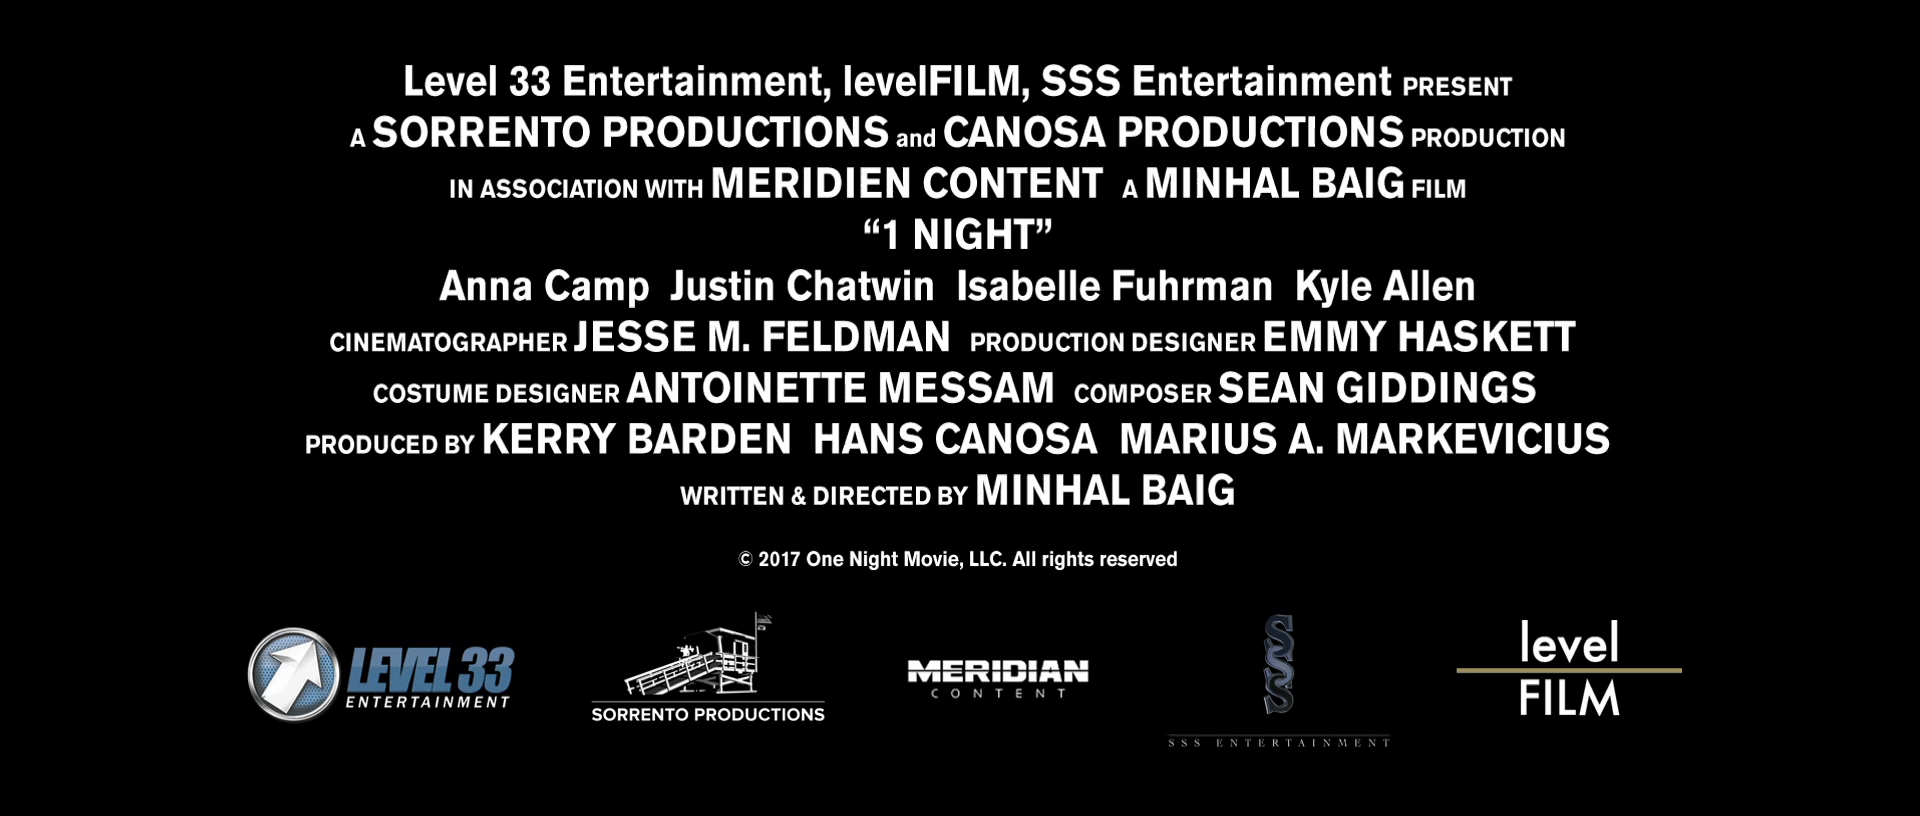 Level 33 Entertainment, levelFILM, SSS Entertainment PRESENT
A SORRENTO PRODUCTIONS and CANOSA PRODUCTIONS PRODUCTION
IN ASSOCIATION WITH MERIDIEN CONTENT A MINHAL BAIG FILM
“1 NIGHT”
Anna Camp Justin Chatwin Isabelle Fuhrman Kyle Allen
CINEMATOGRAPHER JESSE M. FELDMAN PRODUCTION DESIGNER EMMY HASKETT
COSTUME DESIGNER ANTOINETTE MESSAM COMPOSER SEAN GIDDINGS
PRODUCED BY KERRY BARDEN HANS CANOSA MARIUS A. MARKEVICIUS
WRITTEN & DIRECTED BY MINHAL BAIG
© 2017 One Night Movie, LLC. All rights reserved
LEVEL 33
ENTERTAINMENT
SORRENTO PRODUCTIONS
MERIDIAN
CONTENT
SSS
SSS ENTERTAINMENT
level
FILM